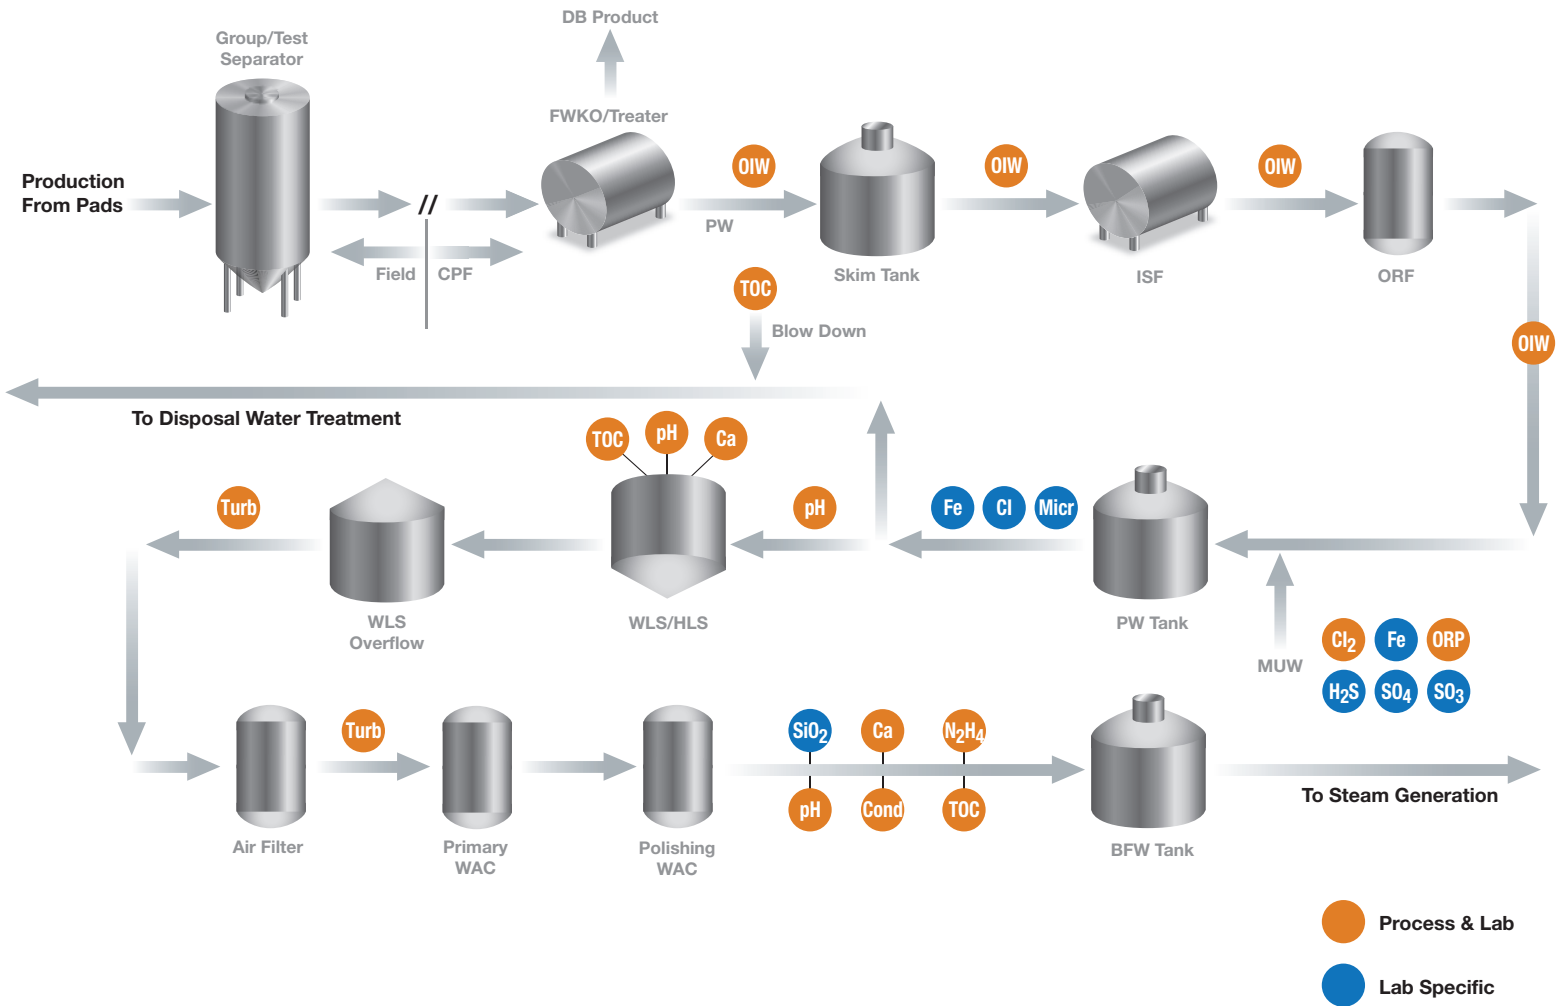 DB Product
Group/Test
Separator
FWKO/Treater
OIW
OIW
OIW
Production
From Pads
//
PW
Field
CPF
Skim Tank
ISF
ORF
TOC
Blow Down
OIW
To Disposal Water Treatment
TOC
pH
Ca
Turb
pH
Fe
Cl
Micr
WLS
Overflow
WLS/HLS
PW Tank
MUW
Cl2
Fe
ORP
H2S
SO4
SO3
Turb
SiO2
Ca
N2H4
pH
Cond
TOC
To Steam Generation
Air Filter
Primary
WAC
Polishing
WAC
BFW Tank
Process & Lab
Lab Specific